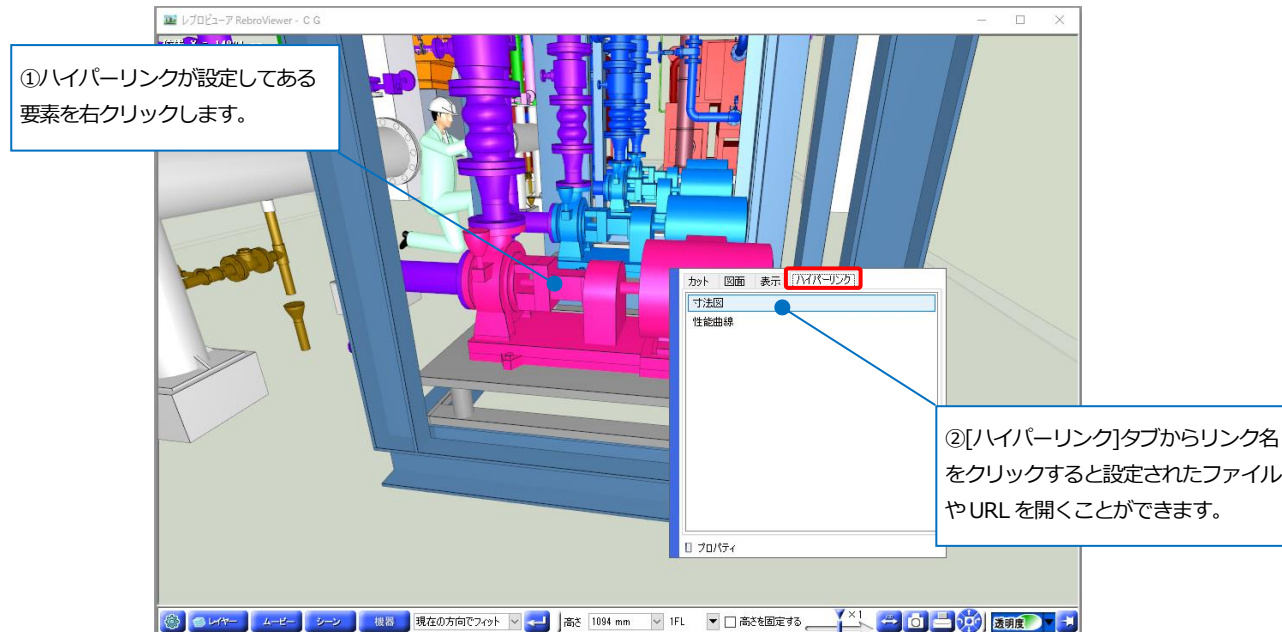 レブロビューア RebroViewer - ＣＧ
①ハイパーリンクが設定してある
要素を右クリックします。
カット 図面 表示 ハイパーリンク
寸法図
性能曲線
②[ハイパーリンク]タブからリンク名
をクリックすると設定されたファイル
や URL を開くことができます。
プロパティ
レイヤー ムービー シーン 機器 現在の方向でフィット 高さ 1094 mm 1FL 高さを固定する ×1 透明度